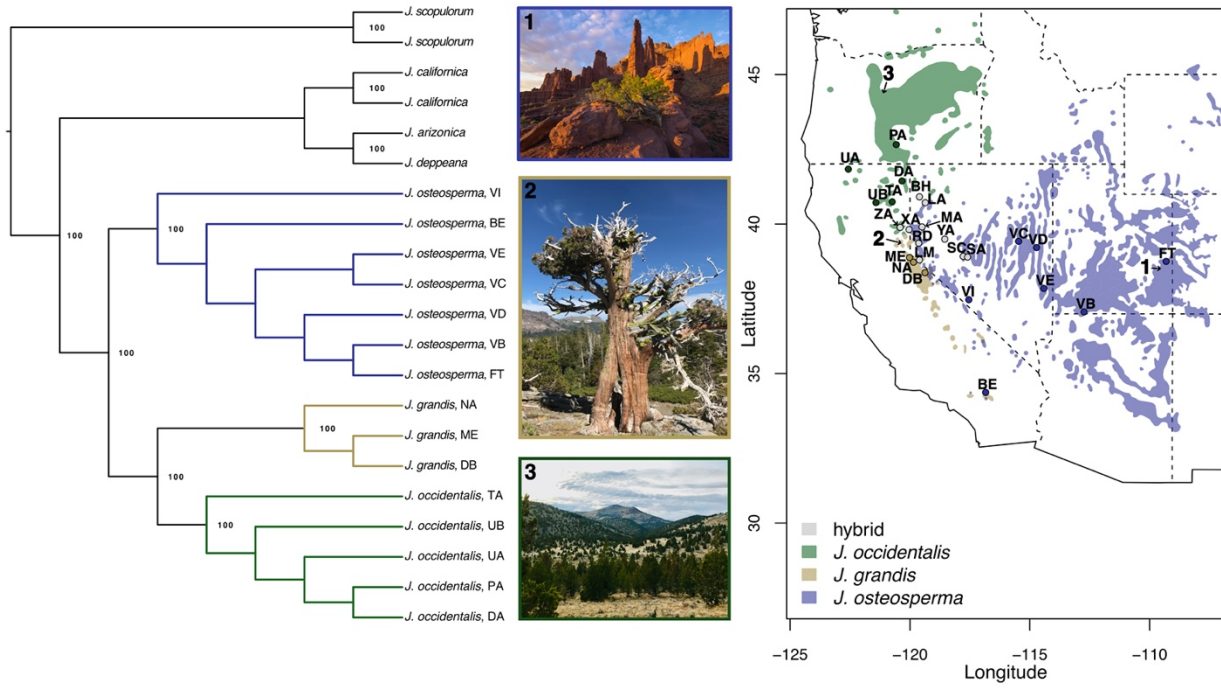 J. scopulorum
100
J. scopulorum
J. californica
100
J. californica
J. arizonica
100
J. deppeana
J. osteosperma, VI
100
J. osteosperma, BE
100
J. osteosperma, VE
J. osteosperma, VC
J. osteosperma, VD
J. osteosperma, VB
100
J. osteosperma, FT
J. grandis, NA
100
J. grandis, ME
100
J. grandis, DB
J. occidentalis, TA
100
J. occidentalis, UB
J. occidentalis, UA
J. occidentalis, PA
J. occidentalis, DA
1
2
3
Latitude
45
40
35
30
3
PA
UA
DA
BH
UB TA
LA
ZA XA MA
YA
2 RD
SC SA
VC VD
ME LM
NA
DB
1 FT
VI
VE
VB
BE
hybrid
J. occidentalis
J. grandis
J. osteosperma
−125 −120 −115 −110
Longitude